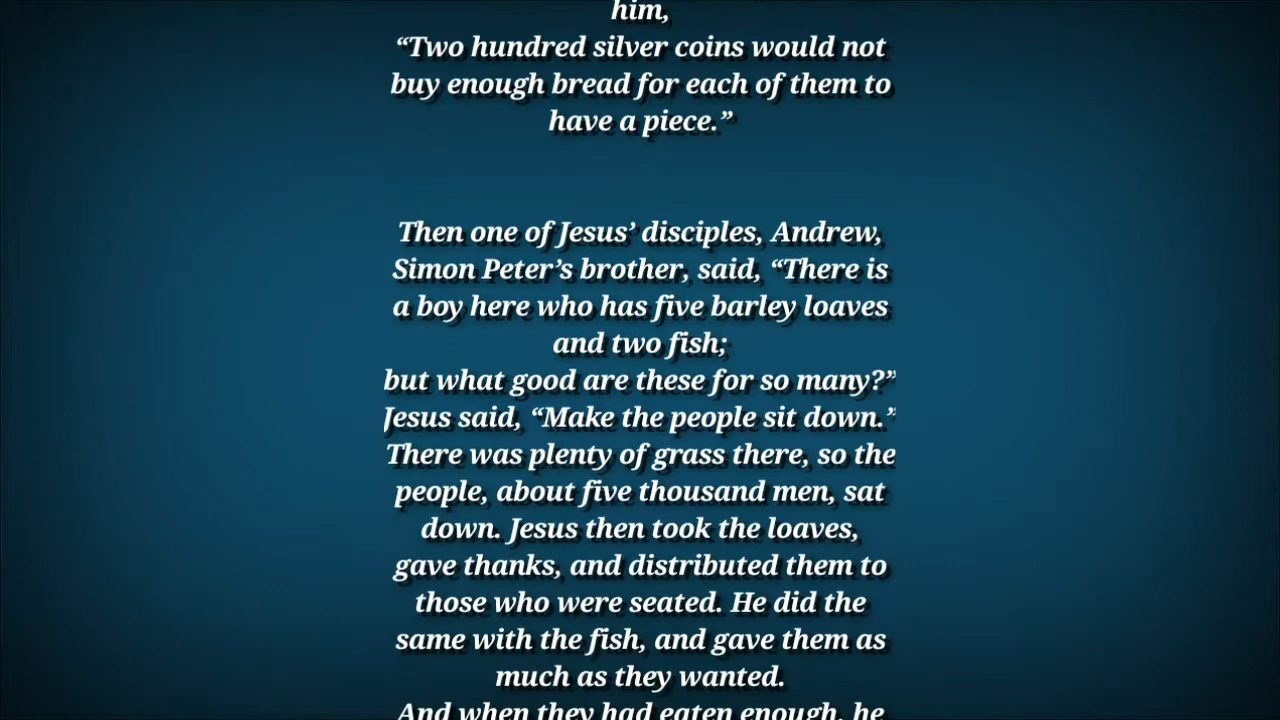 him,
“Two hundred silver coins would not
buy enough bread for each of them to
have a piece.”
Then one of Jesus’ disciples, Andrew,
Simon Peter’s brother, said, “There is
a boy here who has five barley loaves
and two fish;
but what good are these for so many?”
Jesus said, “Make the people sit down.”
There was plenty of grass there, so the
people, about five thousand men, sat
down. Jesus then took the loaves,
gave thanks, and distributed them to
those who were seated. He did the
same with the fish, and gave them as
much as they wanted.
And when they had eaten enough, he